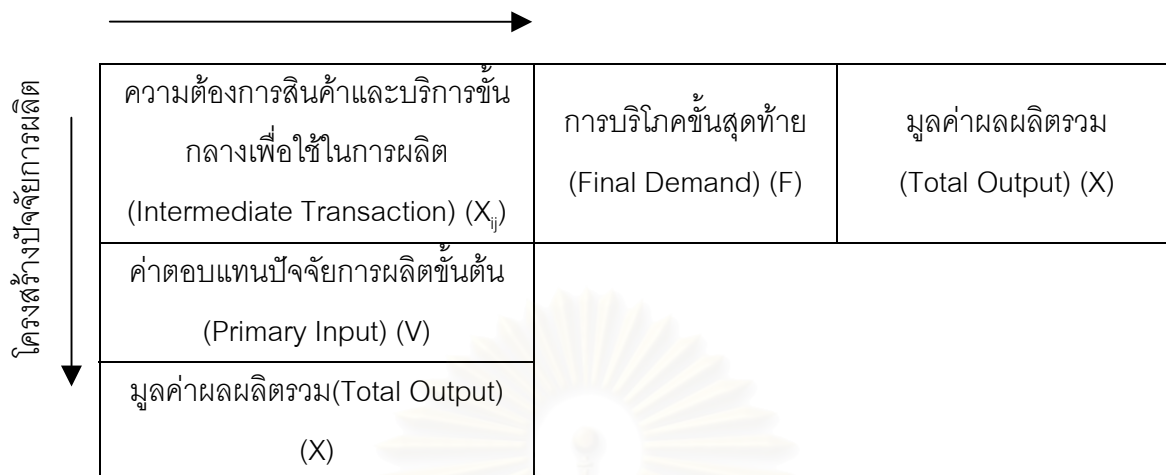 โครงสร้างปัจจัยการผลิต
ความต้องการสินค้าและบริการขั้น
กลางเพื่อใช้ในการผลิต
(Intermediate Transaction) (Xij)
การบริโภคขั้นสุดท้าย
(Final Demand) (F)
มูลค่าผลผลิตรวม
(Total Output) (X)
ค่าตอบแทนปัจจัยการผลิตขั้นต้น
(Primary Input) (V)
มูลค่าผลผลิตรวม(Total Output)
(X)